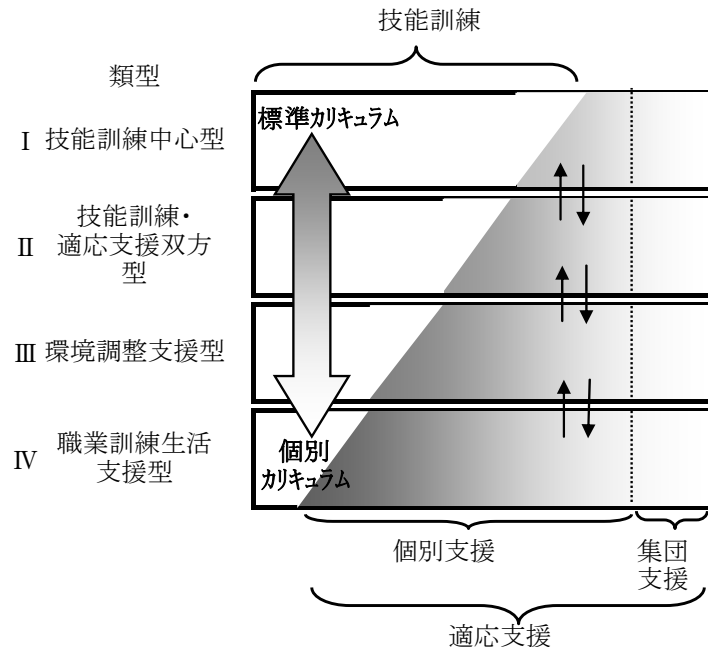 技能訓練
類型
標準カリキュラム
Ⅰ 技能訓練中心型
技能訓練・
Ⅱ 適応支援双方
型
Ⅲ 環境調整支援型
職業訓練生活
Ⅳ 支援型
個別
カリキュラム
個別支援
集団
支援
適応支援